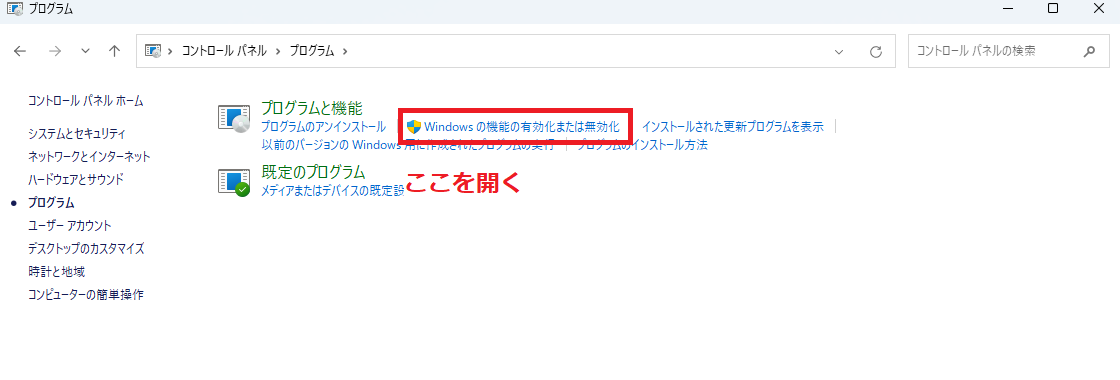 プログラム
コントロール パネル > プログラム >
コントロール パネルの検索
コントロール パネル ホーム
システムとセキュリティ
ネットワークとインターネット
ハードウェアとサウンド
プログラム
ユーザー アカウント
デスクトップのカスタマイズ
時計と地域
コンピューターの簡単操作
プログラムと機能
プログラムのアンインストール | Windows の機能の有効化または無効化 | インストールされた更新プログラムを表示
以前のバージョンの Windows 用に作成されたプログラムの実行 | プログラムのインストール方法
既定のプログラム
メディアまたはデバイスの既定設
ここを開く